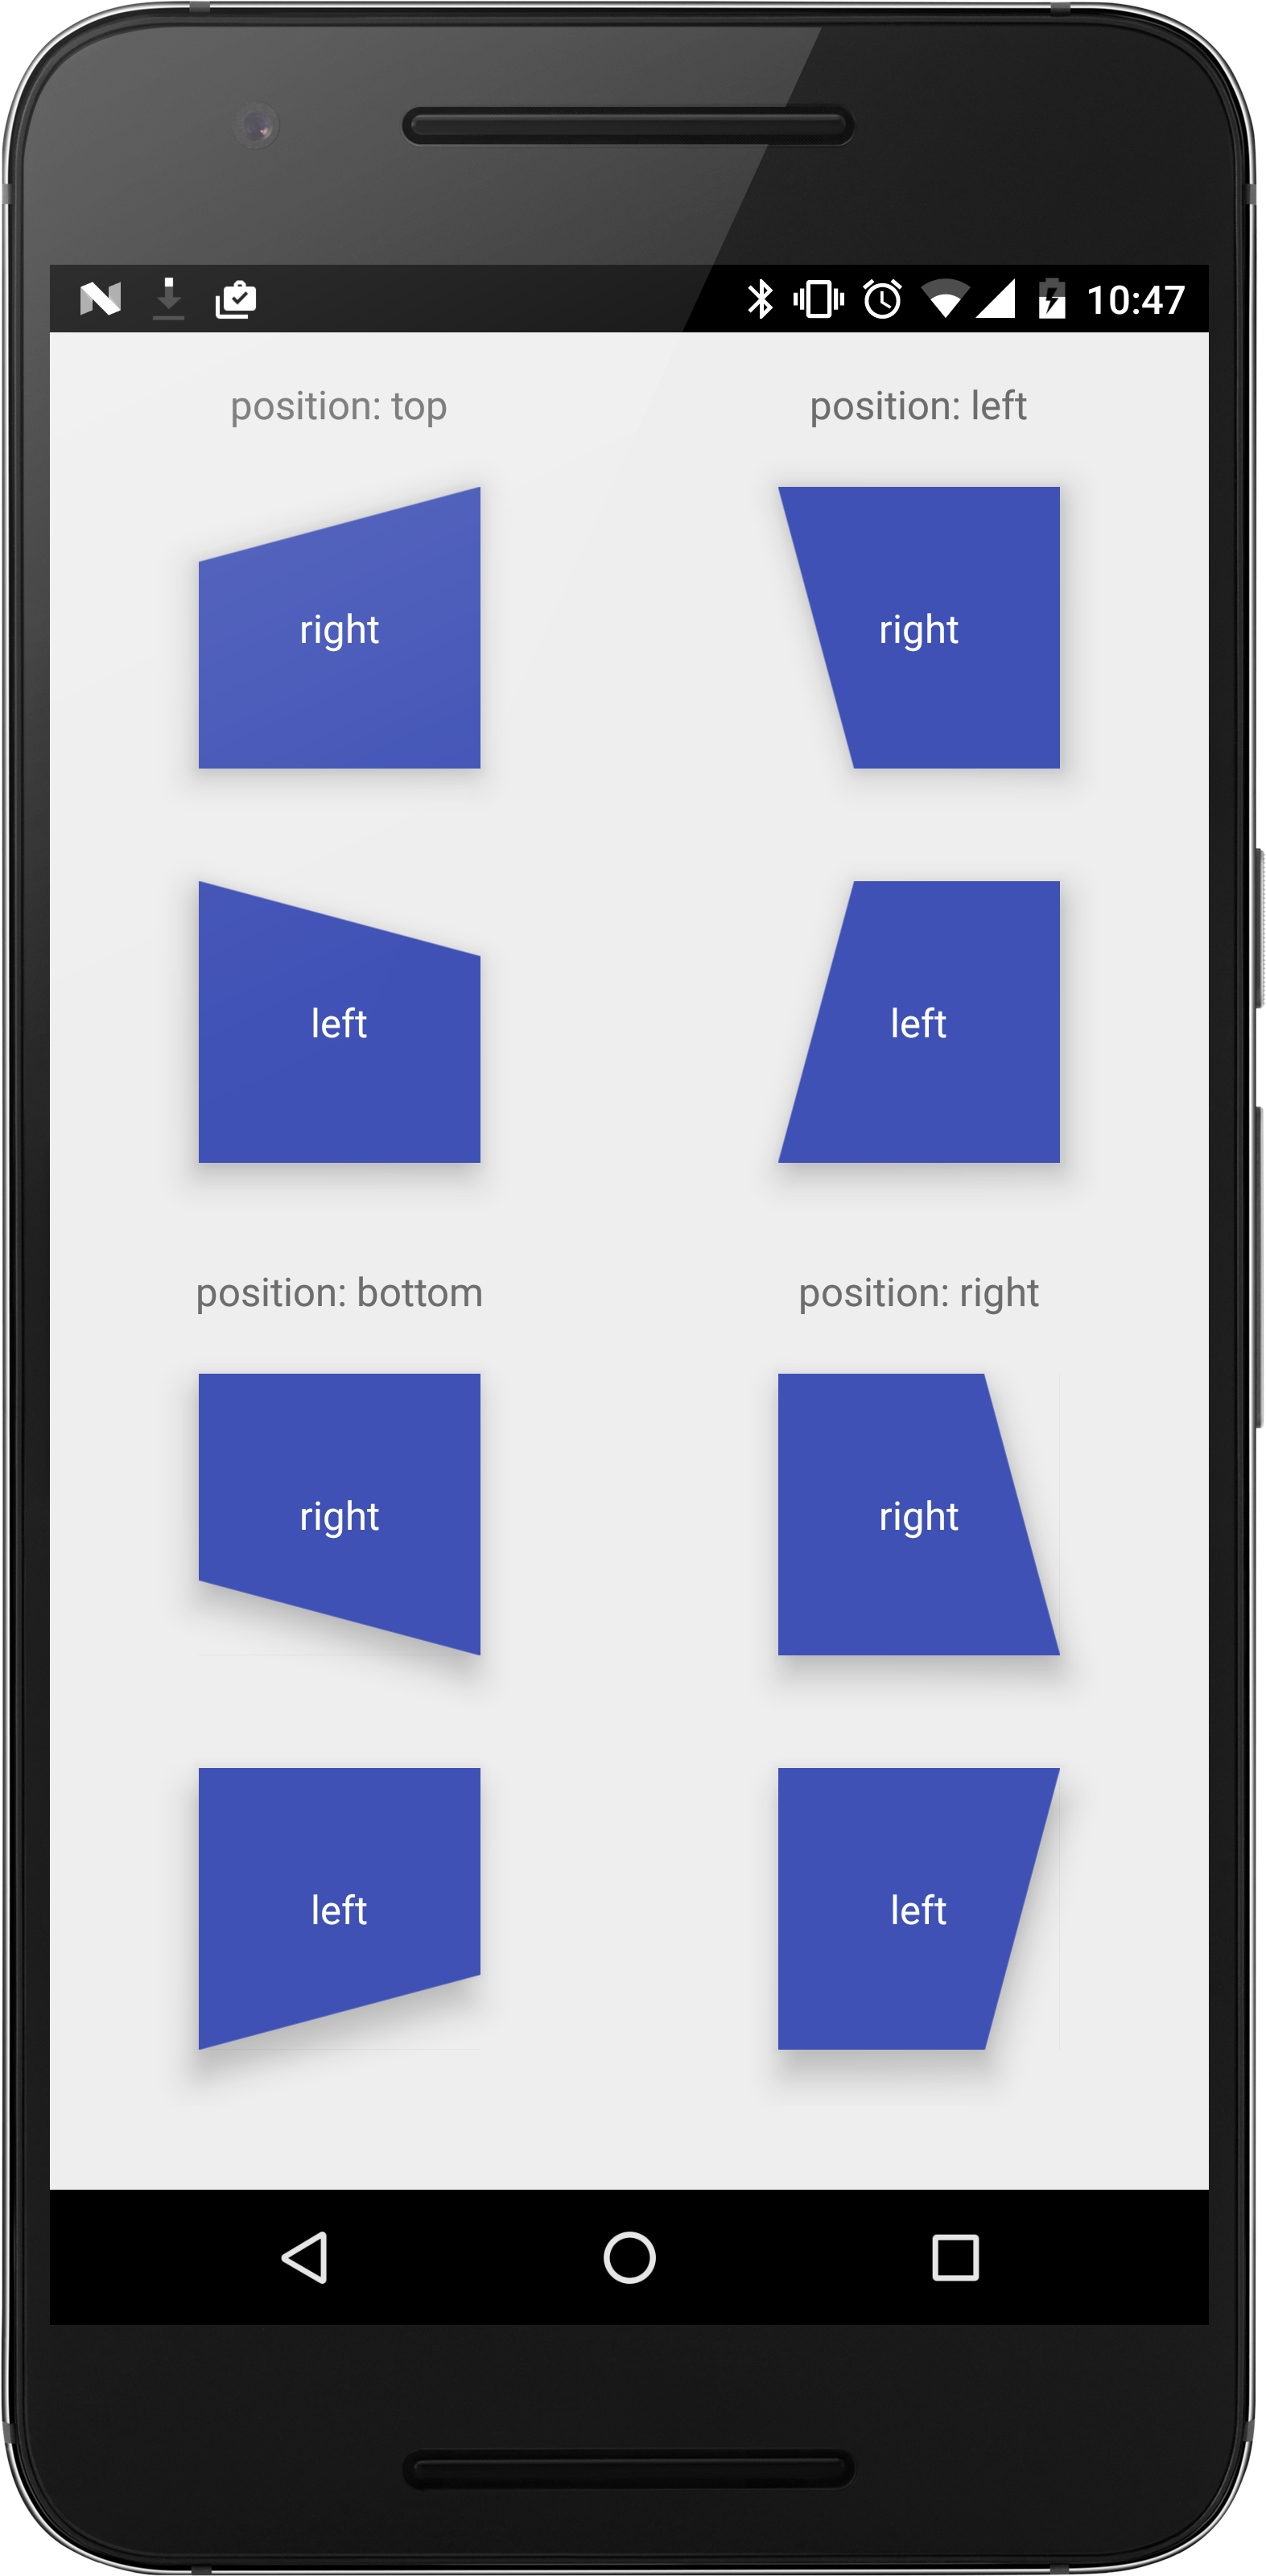 10:47
position: top
position: left
right
right
left
left
position: bottom
position: right
right
right
left
left